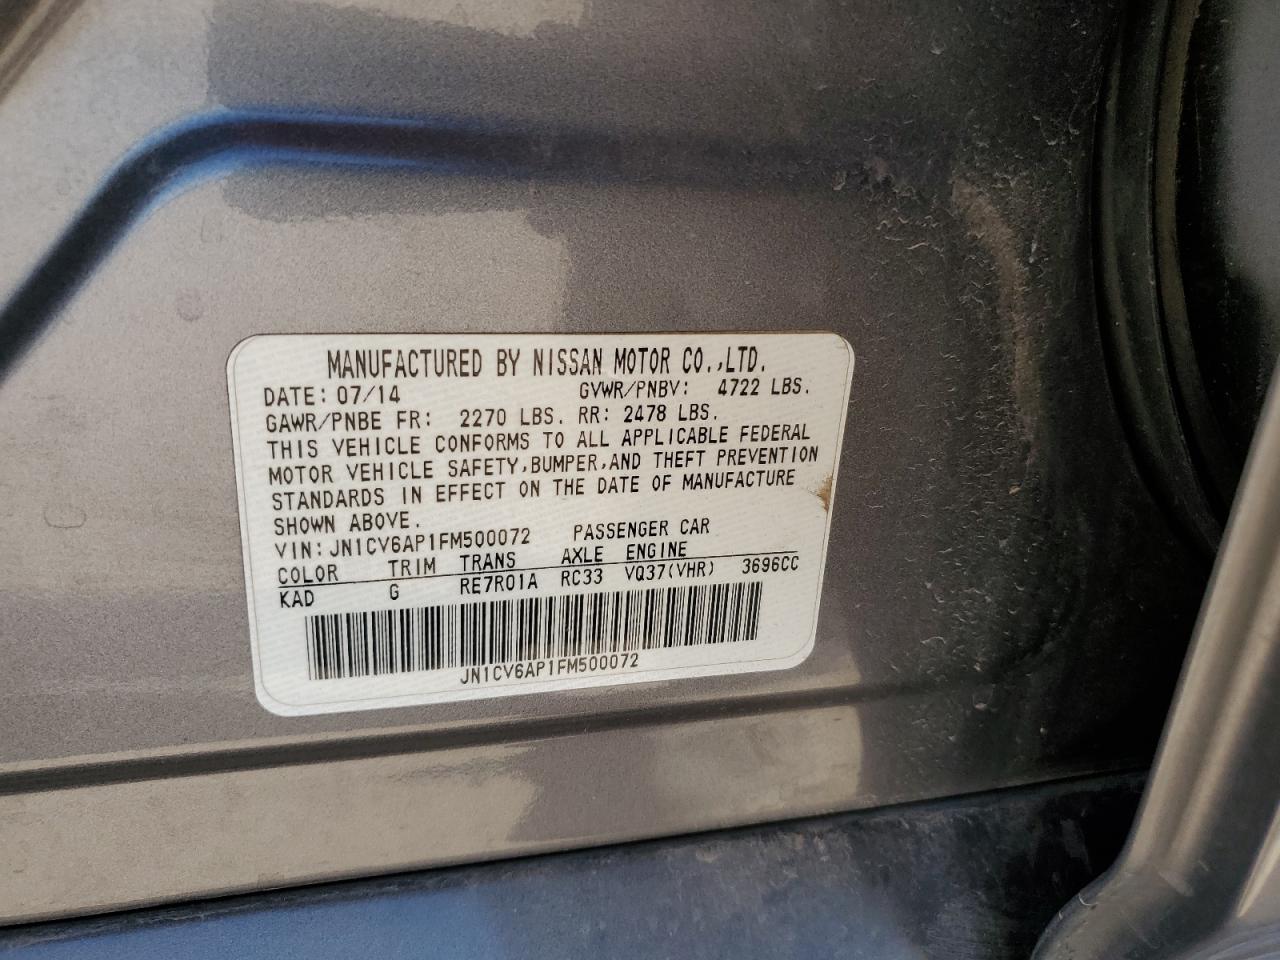 MANUFACTURED BY NISSAN MOTOR CO.,LTD.
DATE: 07/14 GVWR/PNBV: 4722 LBS.
GAWR/PNBE FR: 2270 LBS. RR: 2478 LBS.
THIS VEHICLE CONFORMS TO ALL APPLICABLE FEDERAL
MOTOR VEHICLE SAFETY,BUMPER,AND THEFT PREVENTION
STANDARDS IN EFFECT ON THE DATE OF MANUFACTURE
SHOWN ABOVE.
VIN:JN1CV6AP1FM500072 PASSENGER CAR
COLOR TRIM TRANS AXLE ENGINE
KAD G RE7R01A RC33 VQ37(VHR) 3696CC
JN1CV6AP1FM500072